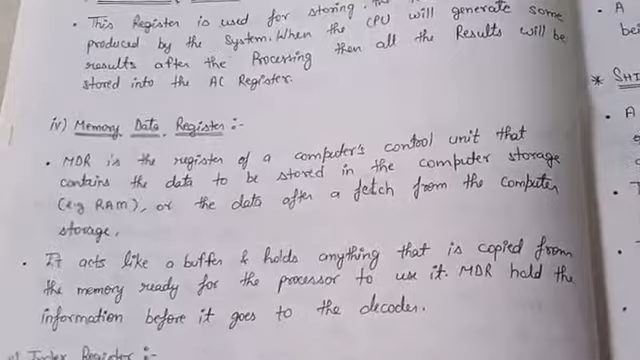 • This Register is used for storing the
produced by the System. When the CPU will generate some
results after the Processing then all the Results will be
stored into the AC Register.
iv) Memory Data Register :-
• MDR is the register of a computer's control unit that
contains the data to be stored in the computer storage
(e.g RAM), or the data after a fetch from the computer
storage.
• It acts like a buffer & holds anything that is copied from
the memory ready for the processor to use it. MDR hold the
information before it goes to the decoder.
Index Register :-
• A
bei
* SHI
• A